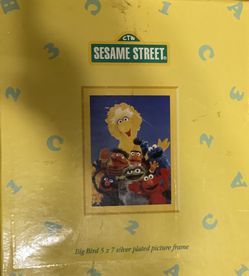 CTW
SESAME STREET®
Big Bird 5 x 7 silver plated picture frame